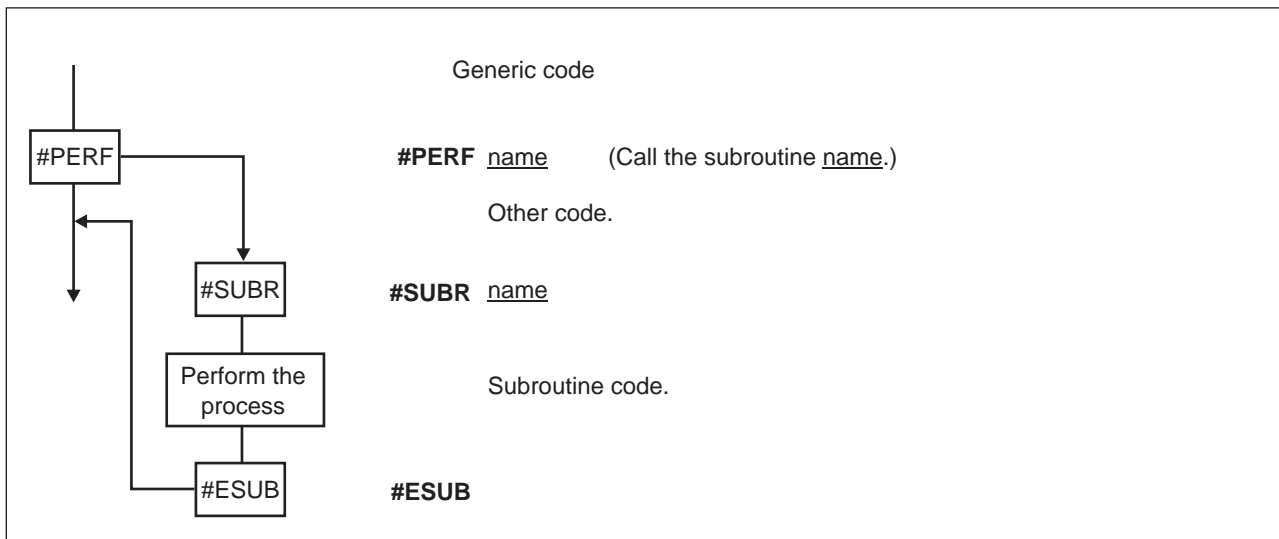 Generic code
#PERF
#PERF name (Call the subroutine name.)
Other code.
#SUBR
#SUBR name
Perform the
process
Subroutine code.
#ESUB
#ESUB